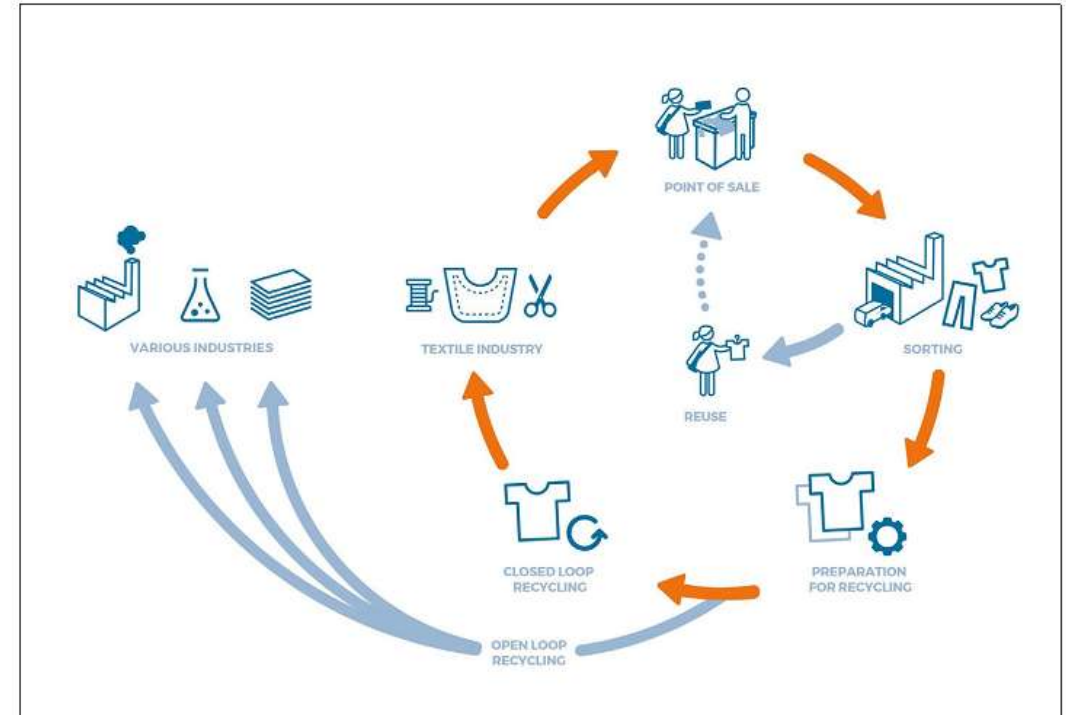 POINT OF SALE
VARIOUS INDUSTRIES
TEXTILE INDUSTRY
SORTING
REUSE
CLOSED LOOP
RECYCLING
PREPARATION
FOR RECYCLING
OPEN LOOP
RECYCLING